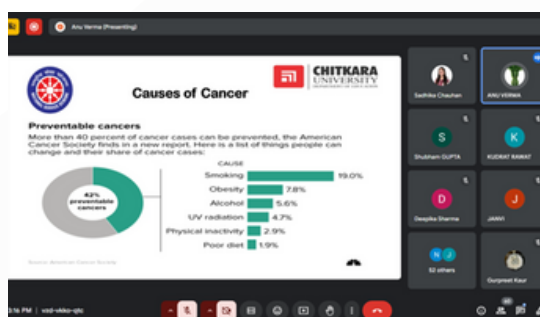 Anu Verma (Presenting)
CHITKARA
UNIVERSITY
Causes of Cancer
Preventable cancers
More than 40 percent of cancer cases can be prevented, the American
Cancer Society finds in a new report. Here is a list of things people can
change and their share of cancer cases:
CAUSE
42%
preventable
cancers
Smoking 19.0%
Obesity 7.8%
Alcohol 5.6%
UV radiation 4.7%
Physical inactivity 2.9%
Poor diet 1.9%
Source: American Cancer Society
Sadhika Chauhan
ANU VERMA
S
K
Shubham GUPTA
KUDRAT RAWAT
D
J
Deepika Sharma
JANVI
N J
52 others
Gurpreet Kaur
3:16 PM